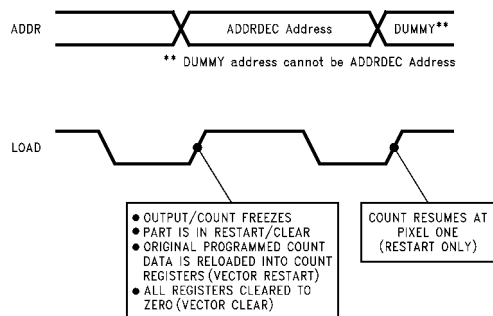 ADDR
ADDRDEC Address
DUMMY**
** DUMMY address cannot be ADDRDEC Address
LOAD
● OUTPUT/COUNT FREEZES
● PART IS IN RESTART/CLEAR
● ORIGINAL PROGRAMMED COUNT
DATA IS RELOADED INTO COUNT
REGISTERS (VECTOR RESTART)
● ALL REGISTERS CLEARED TO
ZERO (VECTOR CLEAR)
COUNT RESUMES AT
PIXEL ONE
(RESTART ONLY)